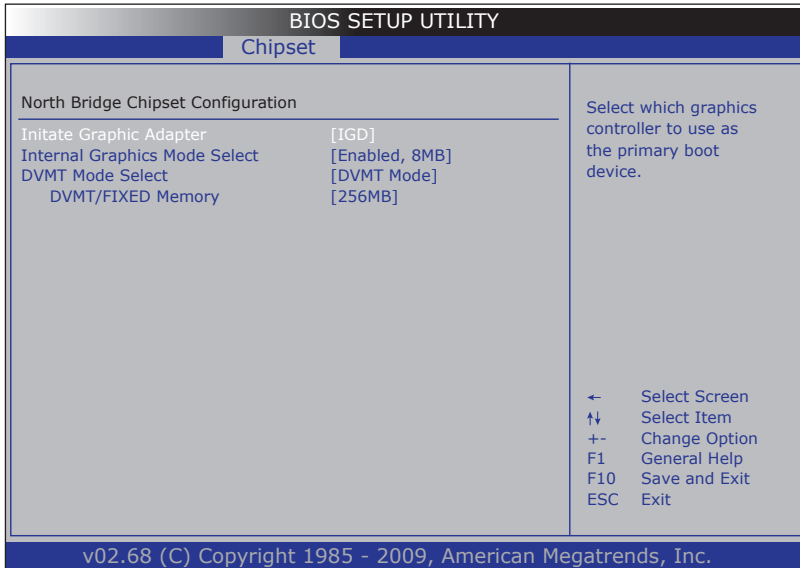 BIOS SETUP UTILITY
Chipset
North Bridge Chipset Configuration
Initate Graphic Adapter [IGD]
Internal Graphics Mode Select [Enabled, 8MB]
DVMT Mode Select [DVMT Mode]
DVMT/FIXED Memory [256MB]
Select which graphics
controller to use as
the primary boot
device.
← Select Screen
↑↓ Select Item
+- Change Option
F1 General Help
F10 Save and Exit
ESC Exit
v02.68 (C) Copyright 1985 - 2009, American Megatrends, Inc.